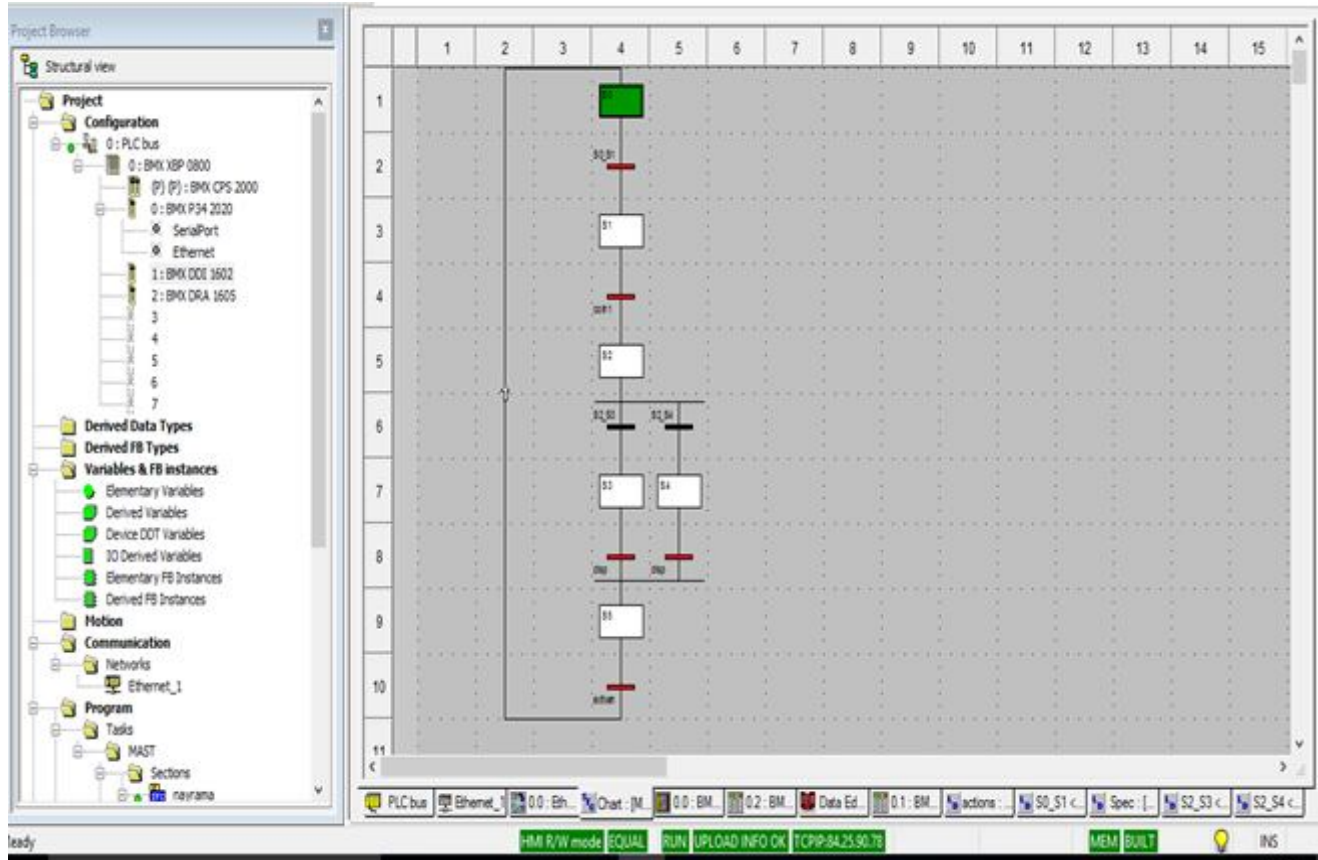 Project Browser
Structural view
Project
Configuration
0 : PLC bus
0 : BMX XBP 0800
(P) (P) : BMX CPS 2000
0 : BMX P34 2020
SerialPort
Ethernet
1 : BMX DDI 1602
2 : BMX DRA 1605
3
4
5
6
7
Derived Data Types
Derived FB Types
Variables & FB instances
Elementary Variables
Derived Variables
Device DDT Variables
IO Derived Variables
Elementary FB Instances
Derived FB Instances
Motion
Communication
Networks
Ethernet_1
Program
Tasks
MAST
Sections
nayrama
1 2 3 4 5 6 7 8 9 10 11 12 13 14 15
1
2
S0_S1
3
S1
4
5
S2
6
S2_S3 S2_S4
7
S3 S4
8
9
S5
10
11
PLC bus Ethernet_1 0.0 : Eth... Chart : [M... 0.0 : BM... 0.2 : BM... Data Ed... 0.1 : BM... actions : S0_S1 <... Spec : [... S2_S3 <... S2_S4 <...
eady HMI R/W mode EQUAL RUN UPLOAD INFO OK TCPIP:84.25.90.78 MEM BUILT INS